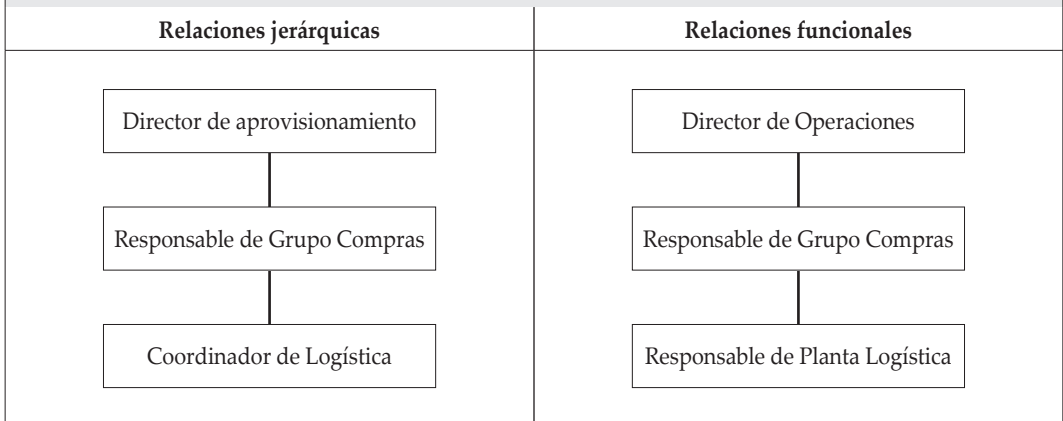 Relaciones jerárquicas
Relaciones funcionales
Director de aprovisionamiento
Director de Operaciones
Responsable de Grupo Compras
Responsable de Grupo Compras
Coordinador de Logística
Responsable de Planta Logística